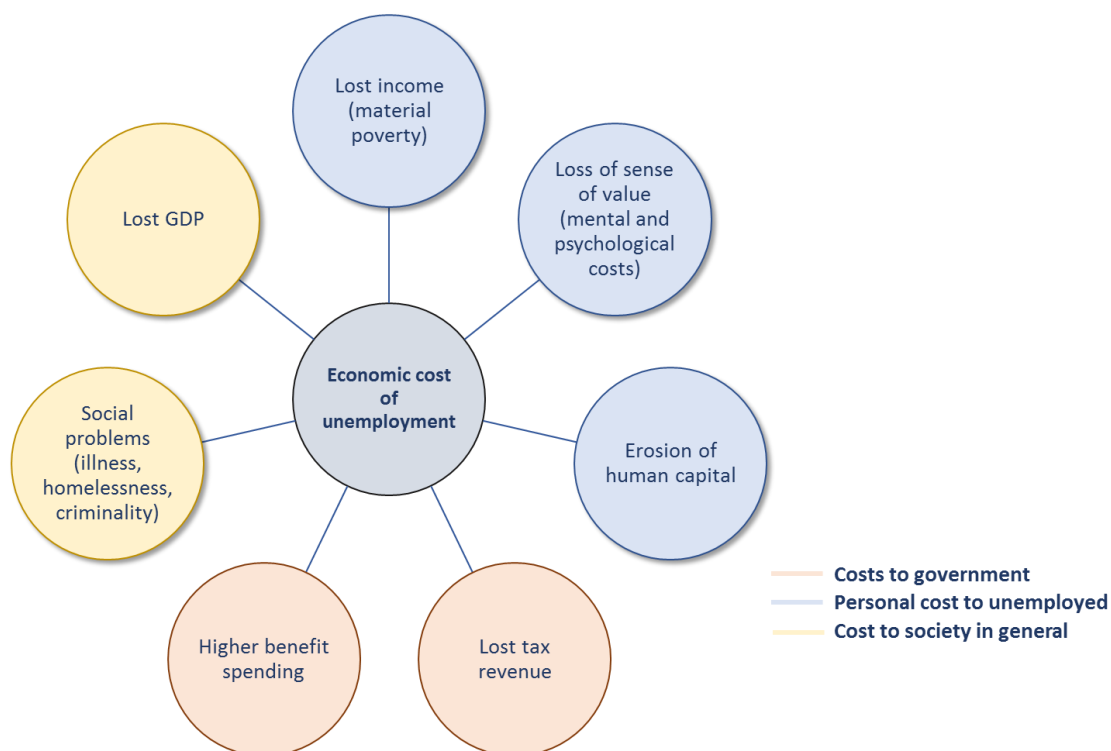 Lost income
(material
poverty)
Loss of sense
of value
(mental and
psychological
costs)
Erosion of
human capital
Lost tax
revenue
Higher benefit
spending
Social
problems
(illness,
homelessness,
criminality)
Lost GDP
Economic cost
of
unemployment
Costs to government
Personal cost to unemployed
Cost to society in general